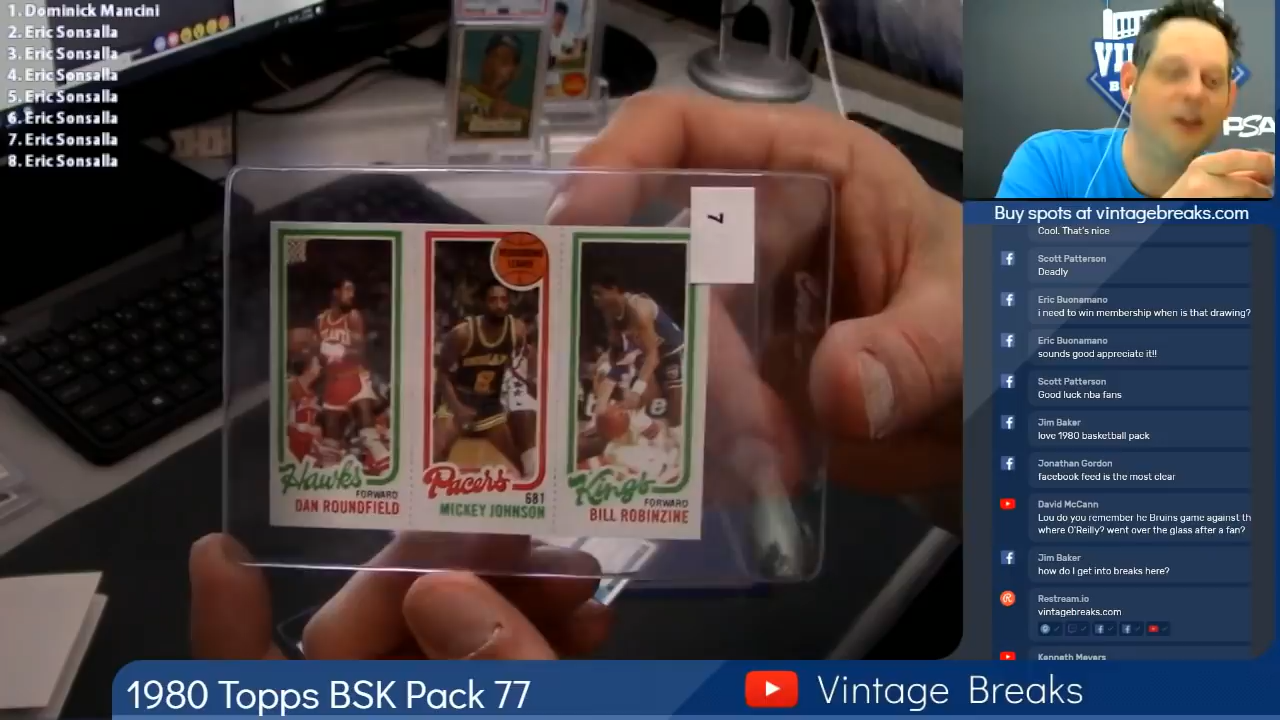 1. Dominick Mancini
2. Eric Sonsalla
3. Eric Sonsalla
4. Eric Sonsalla
5. Eric Sonsalla
6. Eric Sonsalla
7. Eric Sonsalla
8. Eric Sonsalla
7
Hawks
FORWARD
DAN ROUNDFIELD
Pacers
681
MICKEY JOHNSON
Kings
FORWARD
BILL ROBINZINE
PSA
Buy spots at vintagebreaks.com
Cool. That's nice
Scott Patterson
Deadly
Eric Buonamano
i need to win membership when is that drawing?
Eric Buonamano
sounds good appreciate it!!
Scott Patterson
Good luck nba fans
Jim Baker
love 1980 basketball pack
Jonathan Gordon
facebook feed is the most clear
David McCann
Lou do you remember he Bruins game against th
where O'Reilly? went over the glass after a fan?
Jim Baker
how do I get into breaks here?
Restream.io
vintagebreaks.com
Kenneth Meyers
1980 Topps BSK Pack 77
Vintage Breaks